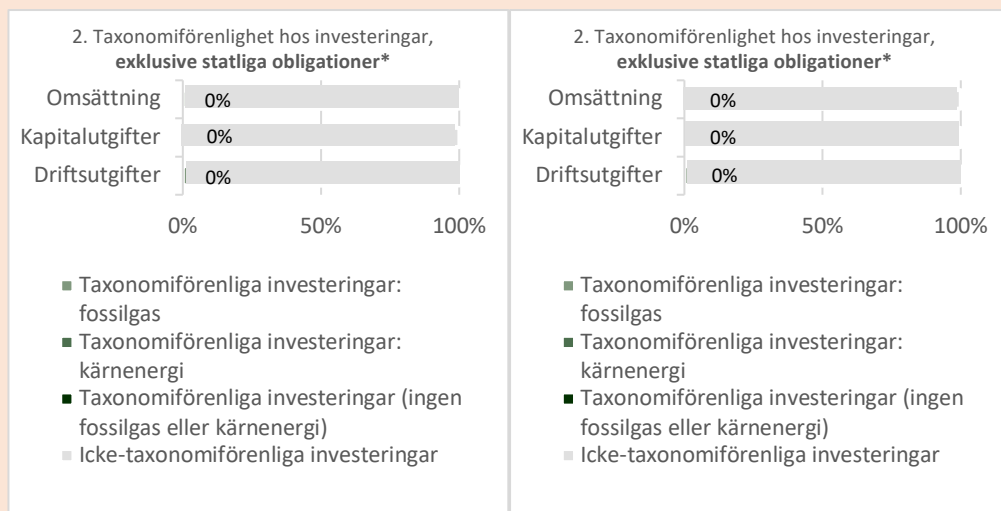 2. Taxonomiförenlighet hos investeringar,
exklusive statliga obligationer*
Omsättning
0%
Kapitalutgifter
0%
Driftsutgifter
0%
0%
50%
100%
Taxonomiförenliga investeringar:
fossilgas
Taxonomiförenliga investeringar:
kärnenergi
Taxonomiförenliga investeringar (ingen
fossilgas eller kärnenergi)
Icke-taxonomiförenliga investeringar
2. Taxonomiförenlighet hos investeringar,
exklusive statliga obligationer*
Omsättning
0%
Kapitalutgifter
0%
Driftsutgifter
0%
0%
50%
100%
Taxonomiförenliga investeringar:
fossilgas
Taxonomiförenliga investeringar:
kärnenergi
Taxonomiförenliga investeringar (ingen
fossilgas eller kärnenergi)
Icke-taxonomiförenliga investeringar